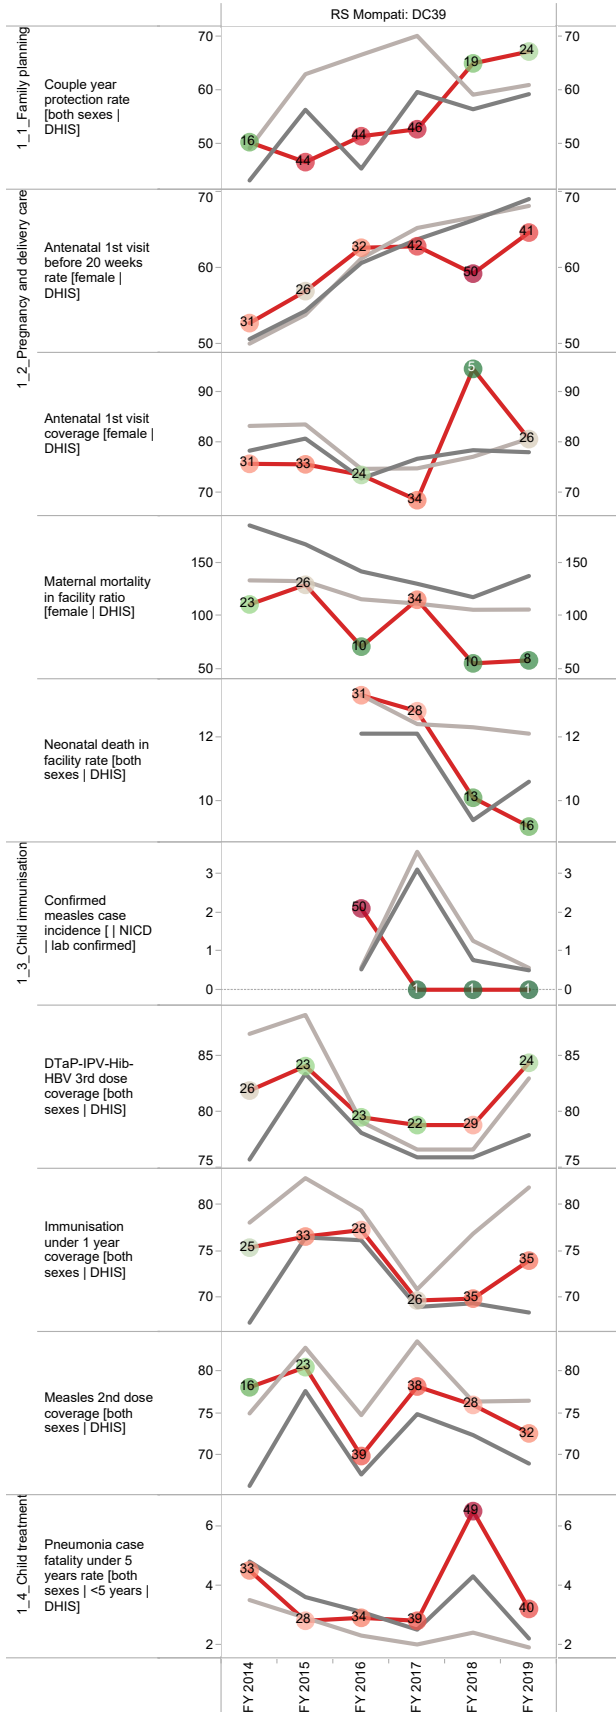 RS Mompati: DC39
1_1_Family planning
Couple year
protection rate
[both sexes |
DHIS]
70
60
50
16
44
44
46
19
24
70
60
50
1_2_Pregnancy and delivery care
Antenatal 1st visit
before 20 weeks
rate [female |
DHIS]
70
60
50
31
26
32
42
50
41
70
60
50
Antenatal 1st visit
coverage [female |
DHIS]
90
80
70
31
33
24
34
5
26
90
80
70
Maternal mortality
in facility ratio
[female | DHIS]
150
100
50
23
26
10
34
10
8
150
100
50
Neonatal death in
facility rate [both
sexes | DHIS]
12
10
31
28
13
16
12
10
1_3_Child immunisation
Confirmed
measles case
incidence [ | NICD
| lab confirmed]
3
2
1
0
50
1
1
1
3
2
1
0
DTaP-IPV-Hib-
HBV 3rd dose
coverage [both
sexes | DHIS]
85
80
75
26
23
23
22
29
24
85
80
75
Immunisation
under 1 year
coverage [both
sexes | DHIS]
80
75
70
25
33
28
26
35
35
80
75
70
Measles 2nd dose
coverage [both
sexes | DHIS]
80
75
70
16
23
39
38
28
32
80
75
70
1_4_Child treatment
Pneumonia case
fatality under 5
years rate [both
sexes | <5 years |
DHIS]
6
4
2
33
28
34
39
49
40
6
4
2
FY 2014
FY 2015
FY 2016
FY 2017
FY 2018
FY 2019